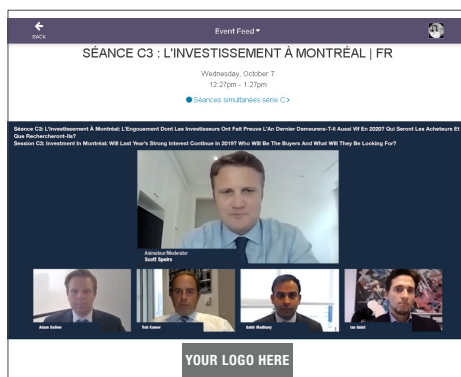 BACK
Event Feed
SÉANCE C3 : L'INVESTISSEMENT À MONTRÉAL | FR
Wednesday, October 7
12:27pm - 1:27pm
Séances simultanées série C >
Séance C3: L'investissement À Montréal: L'Engouement Dont Les Investisseurs Ont Fait Preuve L'An Dernier Demeurera-T-Il Aussi Vif En 2020? Qui Seront Les Acheteurs Et
Que Rechercheront-Ils?
Session C3: Investment In Montréal: Will Last Year's Strong Interest Continue in 2019? Who Will Be The Buyers And What Will They Be Looking For?
Animateur/Moderator
Scott Speirs
Rob Kumer
YOUR LOGO HERE